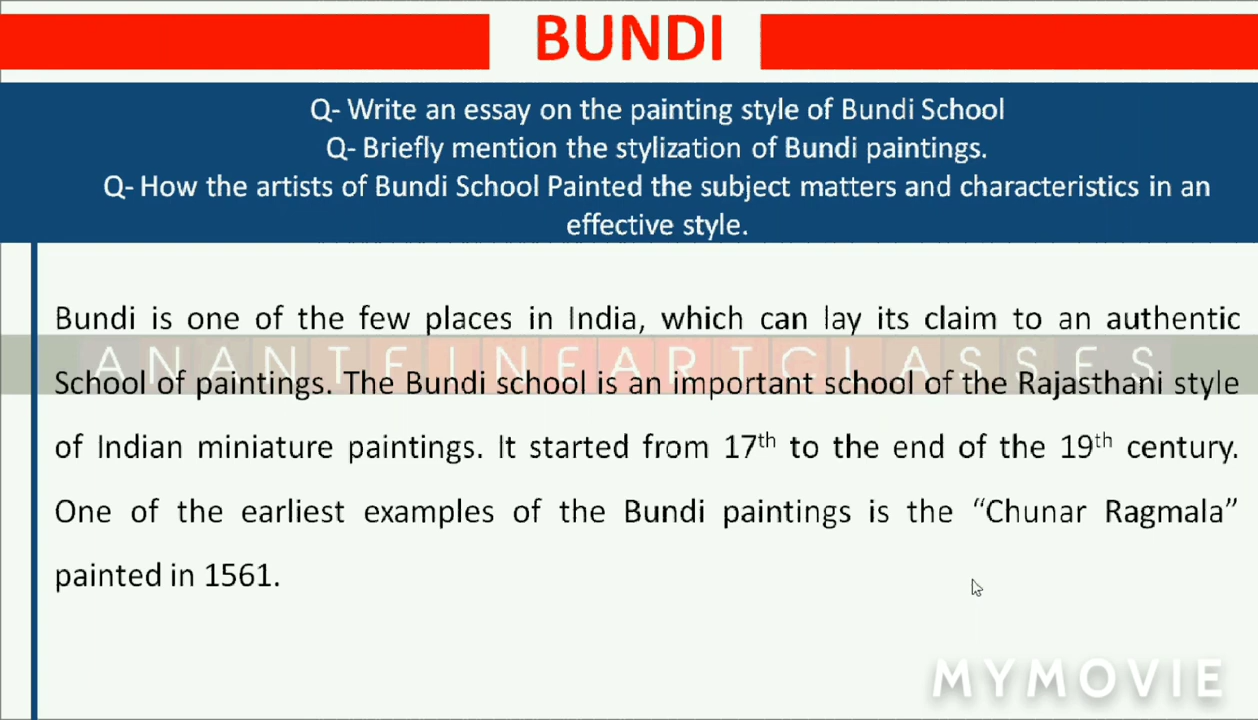 BUNDI
Q- Write an essay on the painting style of Bundi School
Q- Briefly mention the stylization of Bundi paintings.
Q- How the artists of Bundi School Painted the subject matters and characteristics in an
effective style.
Bundi is one of the few places in India, which can lay its claim to an authentic
ANANTFINEARTCLASSES
School of paintings. The Bundi school is an important school of the Rajasthani style
of Indian miniature paintings. It started from 17th to the end of the 19th century.
One of the earliest examples of the Bundi paintings is the “Chunar Ragmala”
painted in 1561.
MYMOVIE